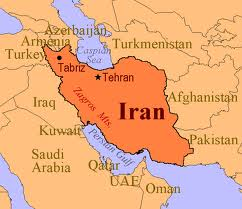 Azerbaijan
Armenia
Turkey
Caspian
Sea
Turkmenistan
Tabriz
Tehran
Iraq
Zagros Mts.
Iran
Afghanistan
Kuwait
Persian Gulf
Pakistan
Saudi
Arabia
Qatar
UAE
Oman